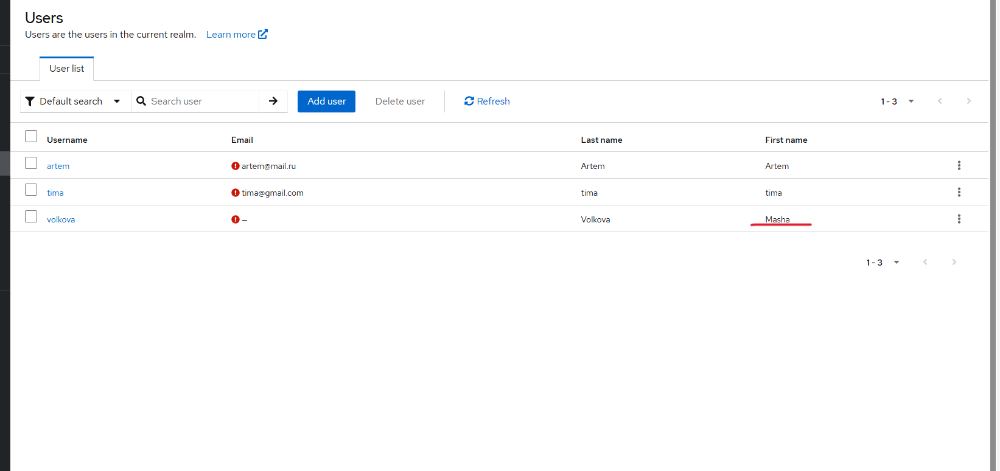 Users
Users are the users in the current realm. Learn more
User list
Default search Search user Add user Delete user Refresh 1 - 3
Username Email Last name First name
artem artem@mail.ru Artem Artem
tima tima@gmail.com tima tima
volkova – Volkova Masha
1 - 3